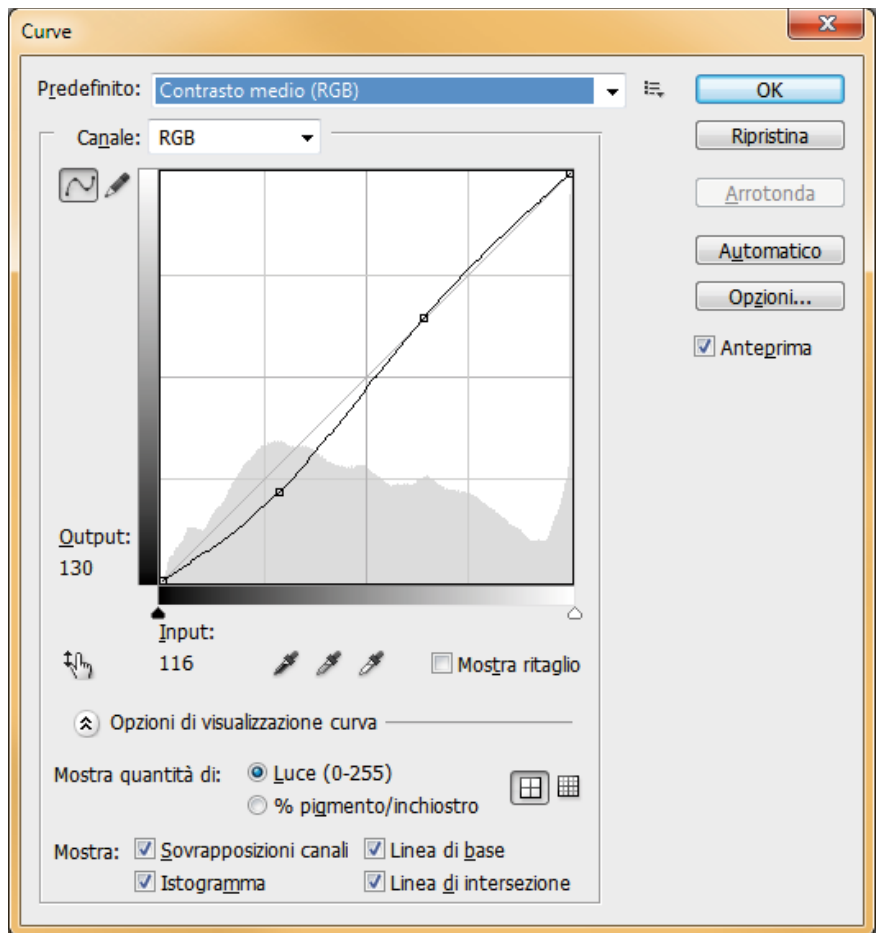 Curve
Predefinito: Contrasto medio (RGB)
OK
Canale: RGB
Ripristina
Arrotonda
Automatico
Opzioni...
Anteprima
Output:
130
Input:
116
Mostra ritaglio
Opzioni di visualizzazione curva
Mostra quantità di: Luce (0-255)
% pigmento/inchiostro
Mostra: Sovrapposizioni canali Linea di base
Istogramma Linea di intersezione